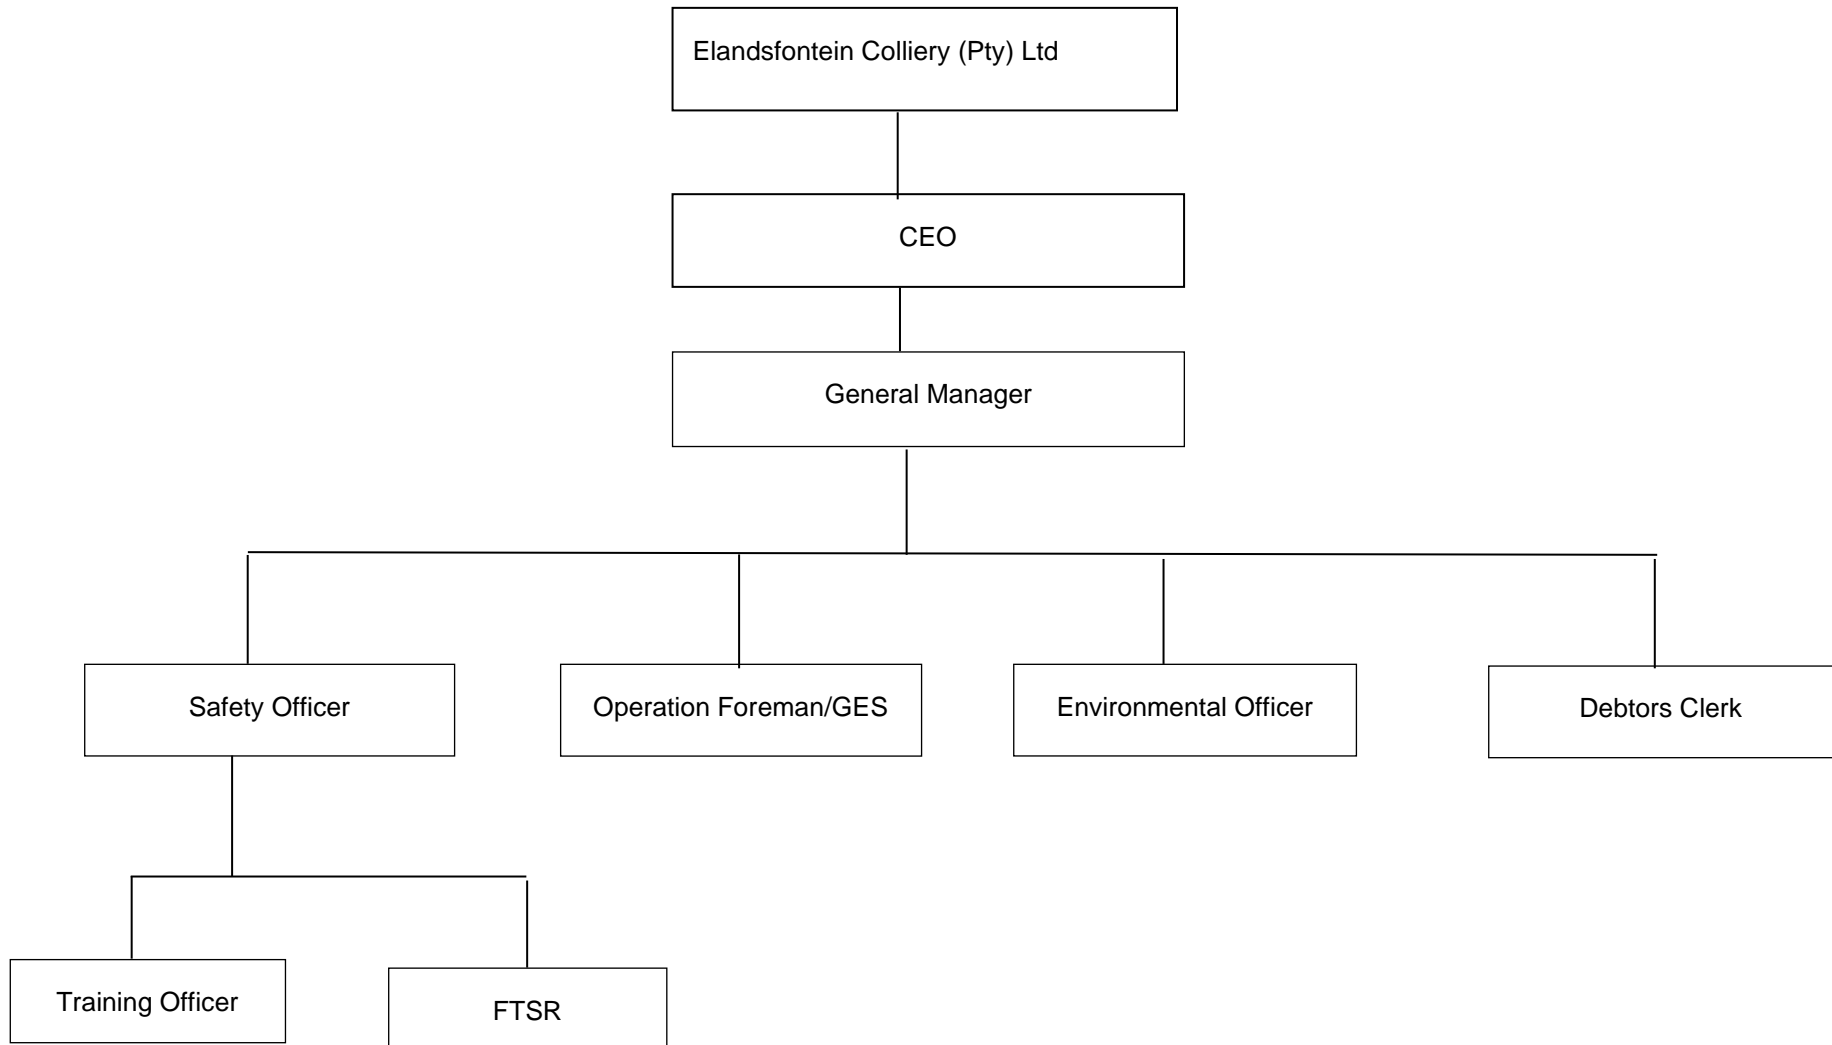 Elandsfontein Colliery (Pty) Ltd
CEO
General Manager
Safety Officer
Operation Foreman/GES
Environmental Officer
Debtors Clerk
Training Officer
FTSR